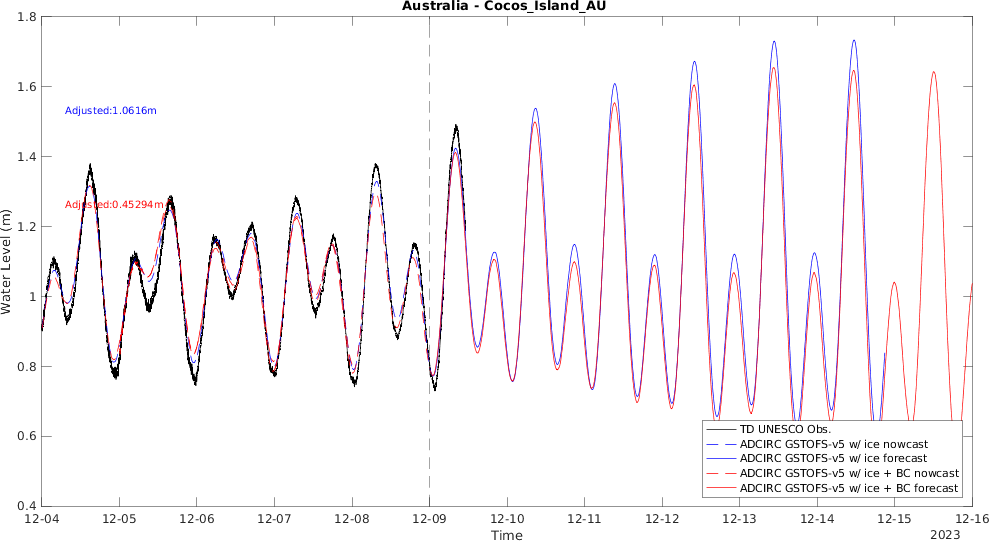 Australia - Cocos_Island_AU
1.8
1.6
1.4
1.2
1
0.8
0.6
0.4
Water Level (m)
Adjusted:1.0616m
Adjusted:0.45294m
TD UNESCO Obs.
ADCIRC GSTOFS-v5 w/ ice nowcast
ADCIRC GSTOFS-v5 w/ ice forecast
ADCIRC GSTOFS-v5 w/ ice + BC nowcast
ADCIRC GSTOFS-v5 w/ ice + BC forecast
12-04 12-05 12-06 12-07 12-08 12-09 12-10 12-11 12-12 12-13 12-14 12-15 12-16
Time
2023